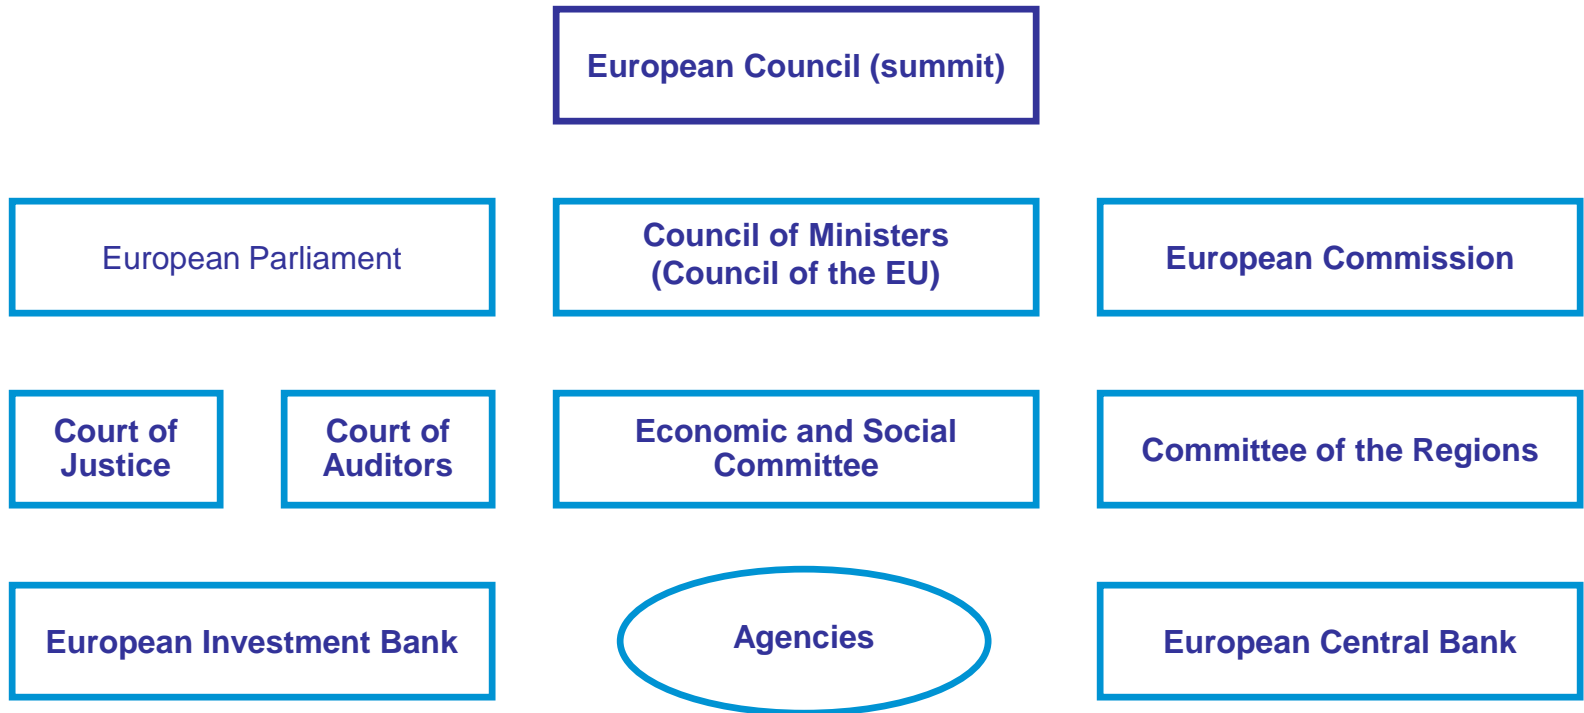 European Council (summit)
European Parliament
Council of Ministers
(Council of the EU)
European Commission
Court of
Justice
Court of
Auditors
Economic and Social
Committee
Committee of the Regions
European Investment Bank
Agencies
European Central Bank